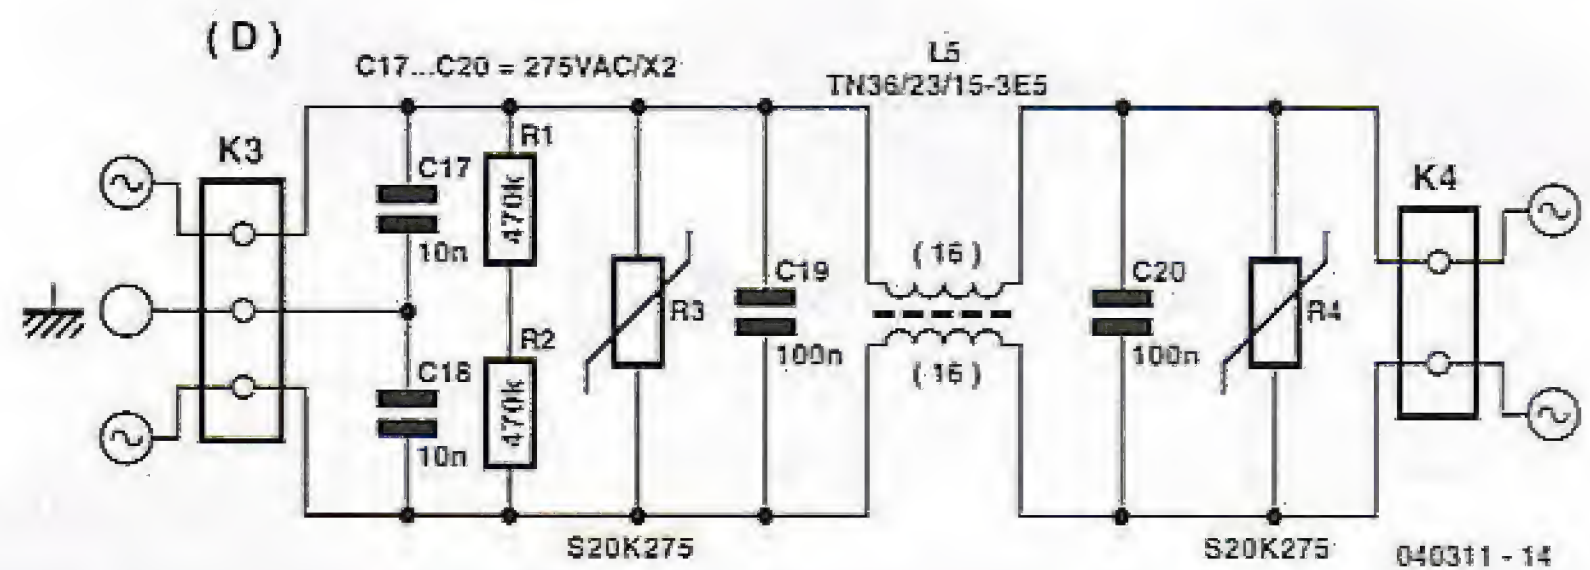 (D)
C17...C20 = 275VAC/X2
L5
TN36/23/15-3E5
K3
C17
10n
R1
470k
C18
10n
R2
470k
R3
S20K275
C19
100n
(16)
(16)
C20
100n
R4
S20K275
K4
040311 - 14